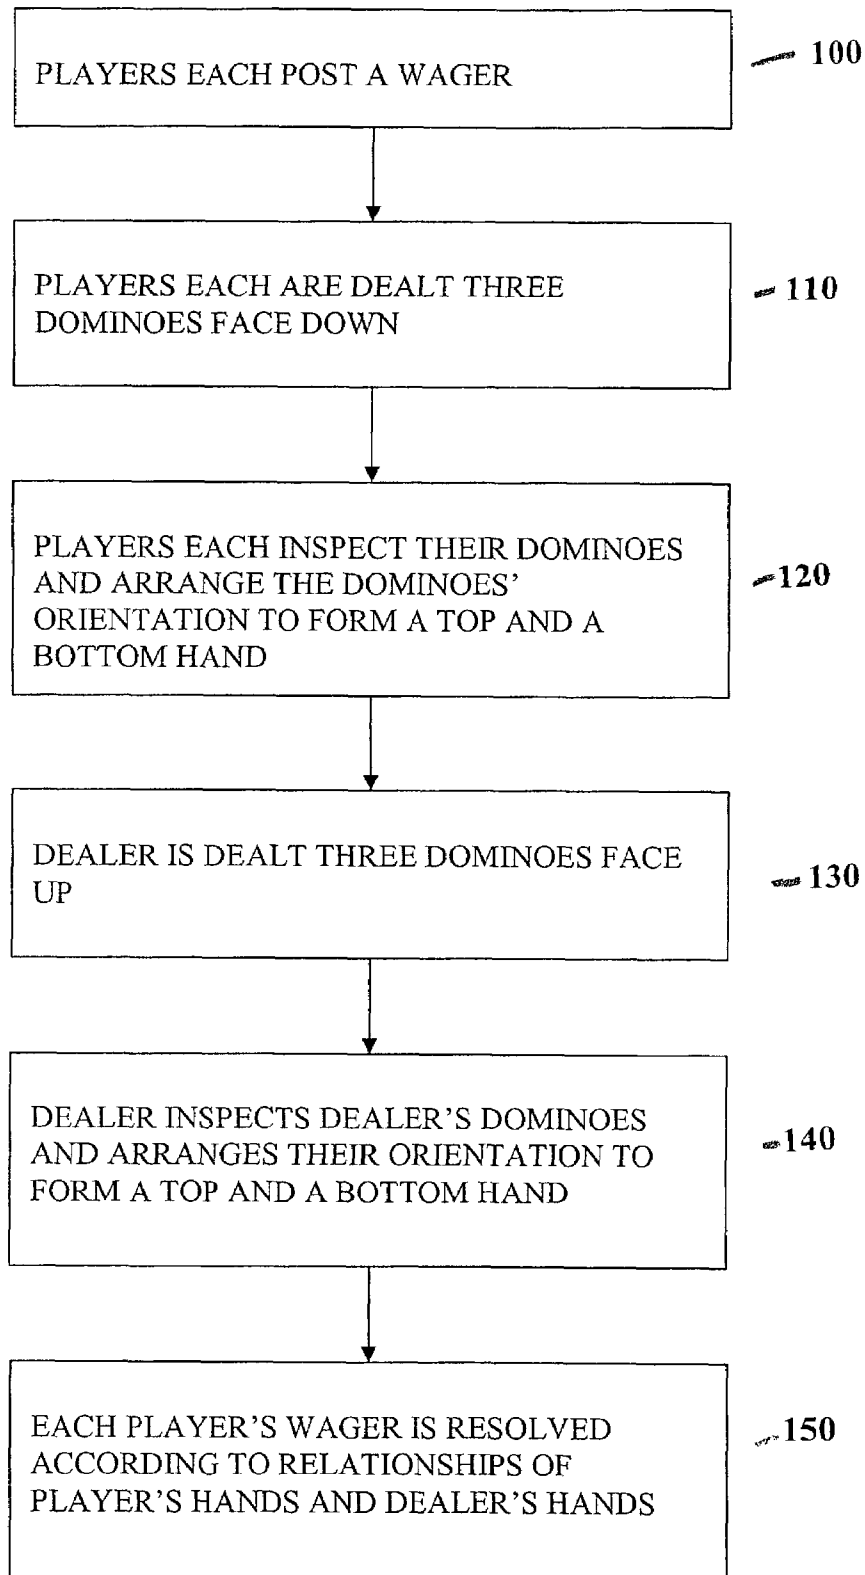 PLAYERS EACH POST A WAGER
100
PLAYERS EACH ARE DEALT THREE
DOMINOES FACE DOWN
110
PLAYERS EACH INSPECT THEIR DOMINOES
AND ARRANGE THE DOMINOES’
ORIENTATION TO FORM A TOP AND A
BOTTOM HAND
120
DEALER IS DEALT THREE DOMINOES FACE
UP
130
DEALER INSPECTS DEALER’S DOMINOES
AND ARRANGES THEIR ORIENTATION TO
FORM A TOP AND A BOTTOM HAND
140
EACH PLAYER’S WAGER IS RESOLVED
ACCORDING TO RELATIONSHIPS OF
PLAYER’S HANDS AND DEALER’S HANDS
150